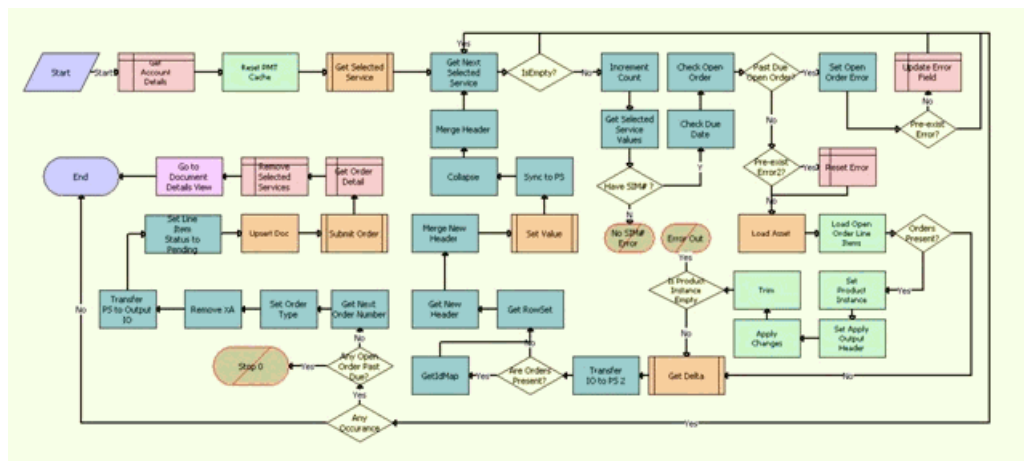 Yes
Start
Start
Get
Account
Details
Reset PMT
Cache
Get Selected
Service
Get Next
Selected
Service
IsEmpty?
No
Increment
Count
Check Open
Order
Past Due
Open Order?
Yes
Set Open
Order Error
Update Error
Field
No
Pre-exist
Error?
Merge Header
Get Selected
Service
Values
Check Due
Date
No
End
Go to
Document
Details View
Remove
Selected
Services
Get Order
Detail
Collapse
Sync to PS
Have SIM# ?
Y
Pre-exist
Error2?
Yes
Reset Error
No
Set Line
Item
Status to
Pending
Upsert Doc
Submit Order
Merge New
Header
Set Value
N
No SIM#
Error
Error Out
Yes
Load Asset
Load Open
Order Line
Items
Orders
Present?
Is Product
Instance
Empty
Trim
Set
Product
Instance
Yes
No
Transfer
PS to Output
IO
Remove XA
Set Order
Type
Get Next
Order Number
Get New
Header
Get RowSet
No
Apply
Changes
Set Apply
Output
Header
No
No
Stop 0
Yes
Any Open
Order Past
Due?
GetIdMap
Yes
Are Orders
Present?
Transfer
IO to PS 2
Get Delta
No
Yes
Any
Occurance
Yes